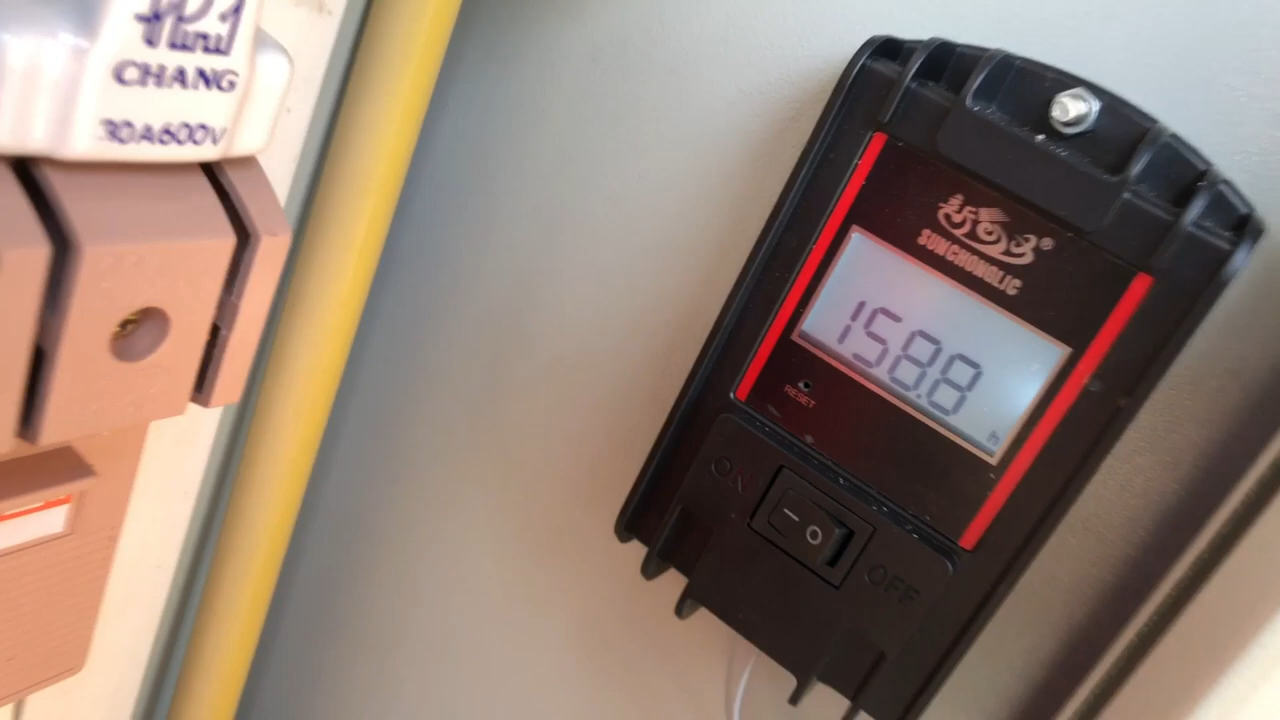 CHANG
30A600V
®
SUNCHONGLIC
158.8
h
RESET
ON
OFF